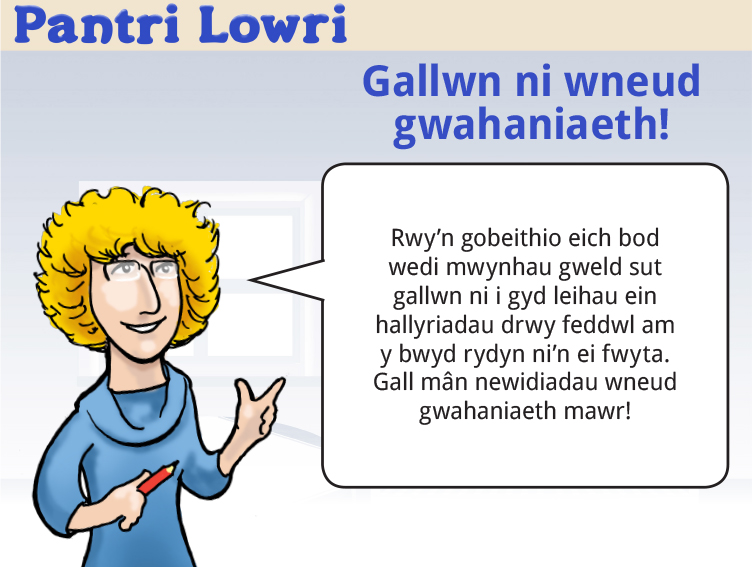 Pantri Lowri
Gallwn ni wneud
gwahaniaeth!
Rwy’n gobeithio eich bod
wedi mwynhau gweld sut
gallwn ni i gyd leihau ein
hallyriadau drwy feddwl am
y bwyd rydyn ni’n ei fwyta.
Gall mân newidiadau wneud
gwahaniaeth mawr!